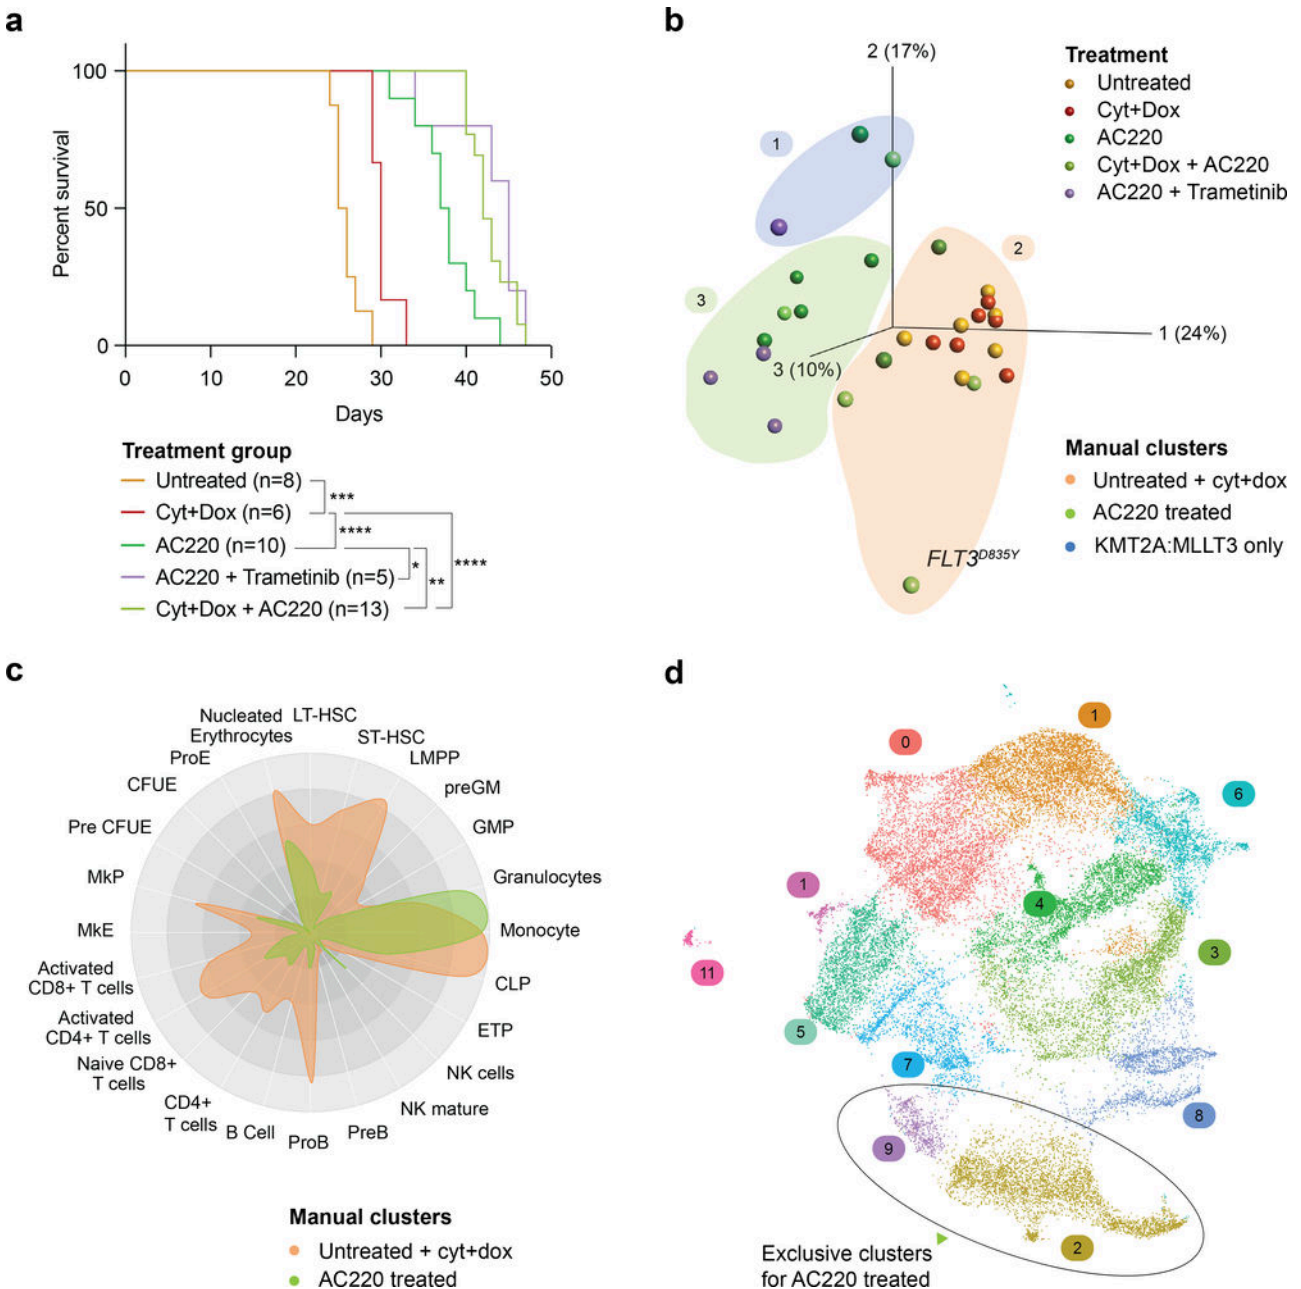 a
Percent survival
100
50
0
0 10 20 30 40 50
Days
Treatment group
Untreated (n=8)
***
Cyt+Dox (n=6)
****
AC220 (n=10)
* ** ****
AC220 + Trametinib (n=5)
Cyt+Dox + AC220 (n=13)
b
2 (17%)
1 (24%)
3 (10%)
1
2
3
FLT3D835Y
Treatment
Untreated
Cyt+Dox
AC220
Cyt+Dox + AC220
AC220 + Trametinib
Manual clusters
Untreated + cyt+dox
AC220 treated
KMT2A:MLLT3 only
c
LT-HSC
ST-HSC
LMPP
preGM
GMP
Granulocytes
Monocyte
CLP
ETP
NK cells
NK mature
PreB
ProB
B Cell
CD4+
T cells
Naive CD8+
T cells
Activated
CD4+ T cells
Activated
CD8+ T cells
MkE
MkP
Pre CFUE
CFUE
ProE
Nucleated
Erythrocytes
Manual clusters
Untreated + cyt+dox
AC220 treated
d
0
1
6
1
4
3
11
5
7
8
9
2
Exclusive clusters
for AC220 treated